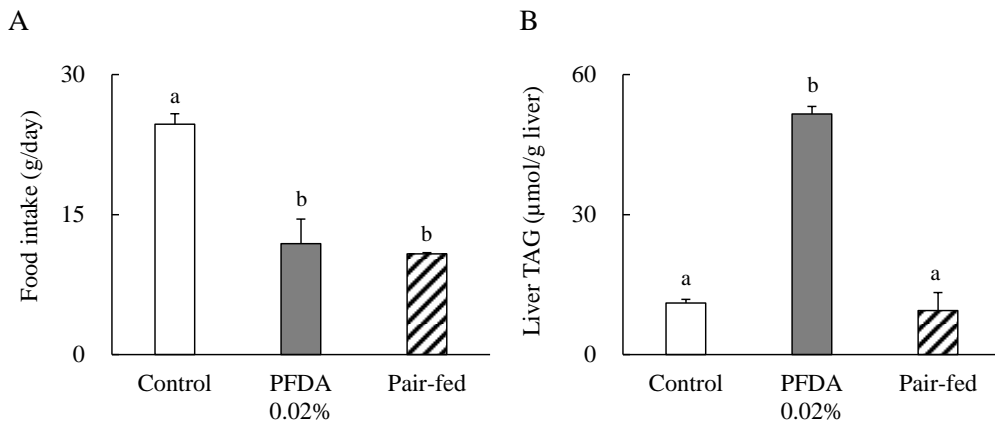 A
Food intake (g/day)
30
15
0
a
b
b
Control
PFDA
0.02%
Pair-fed
B
Liver TAG (μmol/g liver)
60
30
0
a
b
a
Control
PFDA
0.02%
Pair-fed